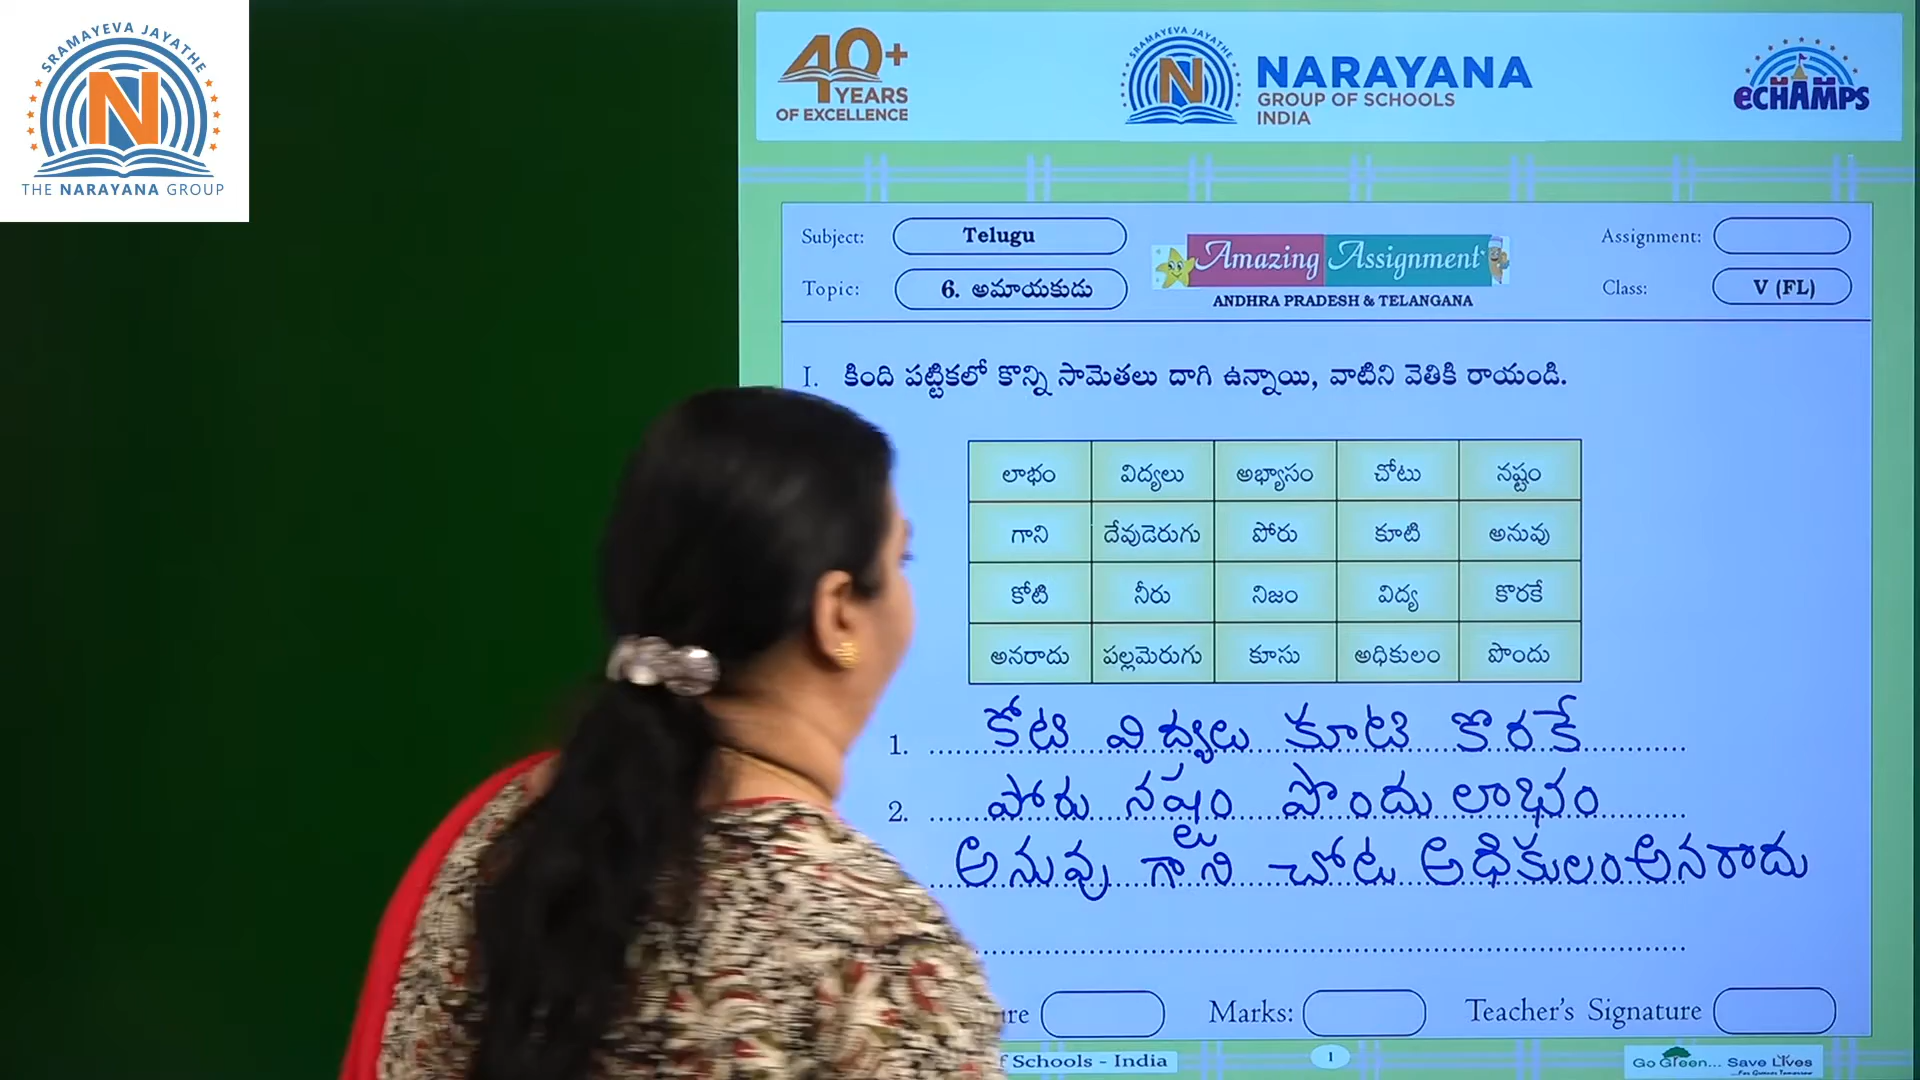 SRAMAYEVA JAYATHE
N
THE NARAYANA GROUP
40+ YEARS OF EXCELLENCE
SRAMAYEVA JAYATHE
N
NARAYANA
GROUP OF SCHOOLS
INDIA
eCHAMPS
Subject: Telugu
Topic: 6. అమాయకుడు
Amazing Assignment
ANDHRA PRADESH & TELANGANA
Assignment:
Class: V (FL)
I. కింది పట్టికలో కొన్ని సామెతలు దాగి ఉన్నాయి, వాటిని వెతికి రాయండి.
లాభం విద్యలు అభ్యాసం చోటు నష్టం
గాని దేవుడెరుగు పోరు కూటి అనువు
కోటి నీరు నిజం విద్య కొరకే
అనరాదు పల్లమెరుగు కూసు అధికులం పొందు
1. కోటి విద్యలు కూటి కొరకే
2. పోరు నష్టం పొందు లాభం
అనువు గాని చోట అధికులం అనరాదు
re Marks: Teacher's Signature
f Schools - India
1
Go Green... Save Lives